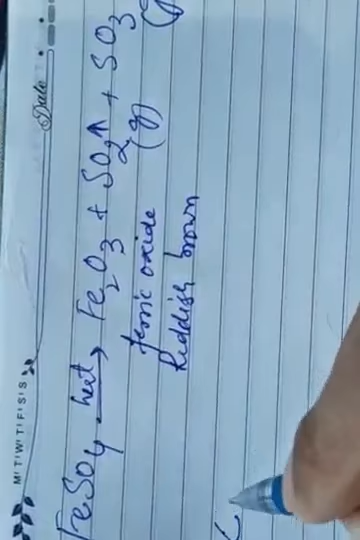 M T W T F S S
Date
FeSO4 heat → Fe2O3 + SO2↑ + SO3
(g)
ferric oxide
Reddish brown